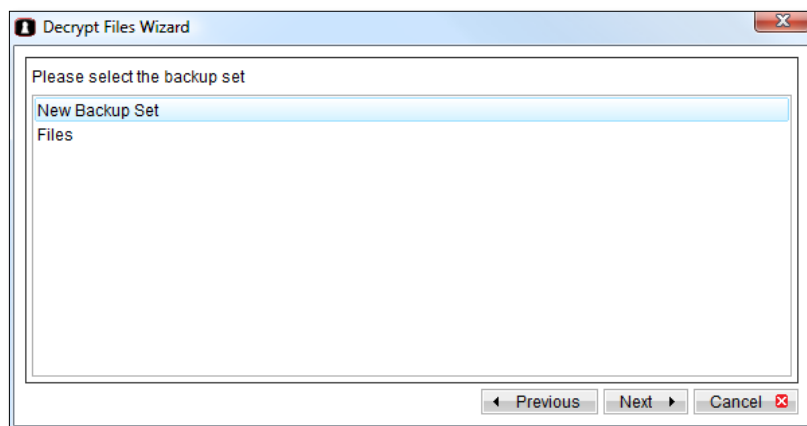 Decrypt Files Wizard
Please select the backup set
New Backup Set
Files
Previous Next Cancel